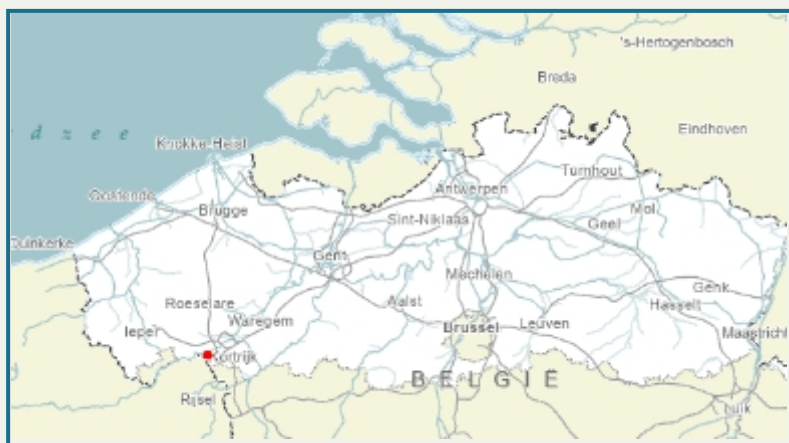 's-Hertogenbosch
Breda
d z e e
Eindhoven
Knokke-Heist
Turnhout
Antwerpen
Oostende
Mol
Brugge
Sint-Niklaas
Geel
Duinkerke
Gent
Mechelen
Genk
Roeselare
Aalst
Hasselt
Waregem
Ieper
Brussel
Leuven
Maastricht
Kortrijk
BELGIË
Rijsel
Luik